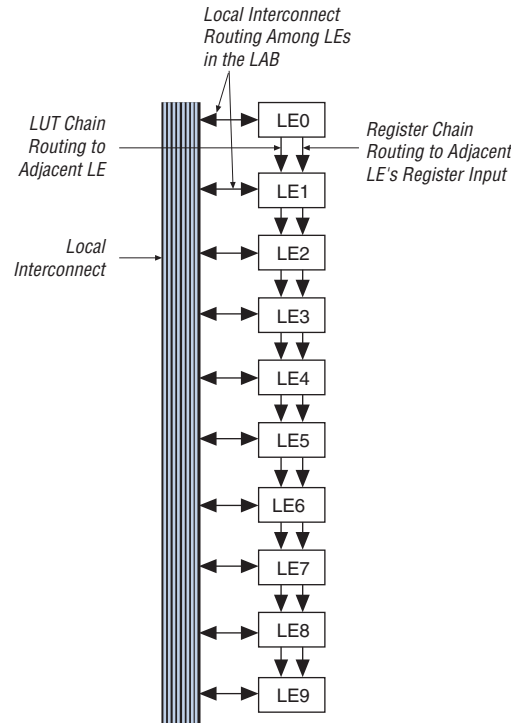 Local Interconnect
Routing Among LEs
in the LAB
LUT Chain
Routing to
Adjacent LE
Register Chain
Routing to Adjacent
LE's Register Input
Local
Interconnect
LE0
LE1
LE2
LE3
LE4
LE5
LE6
LE7
LE8
LE9